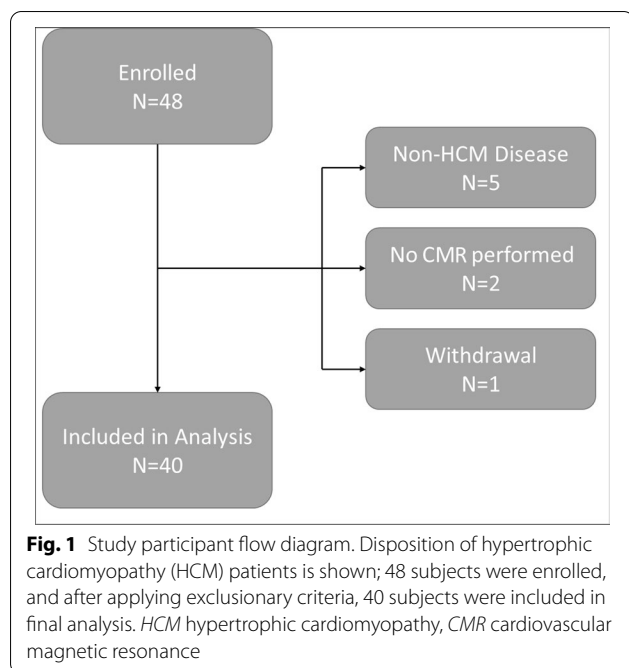 Enrolled
N=48
Non-HCM Disease
N=5
No CMR performed
N=2
Withdrawal
N=1
Included in Analysis
N=40
Fig. 1 Study participant flow diagram. Disposition of hypertrophic
cardiomyopathy (HCM) patients is shown; 48 subjects were enrolled,
and after applying exclusionary criteria, 40 subjects were included in
final analysis. HCM hypertrophic cardiomyopathy, CMR cardiovascular
magnetic resonance